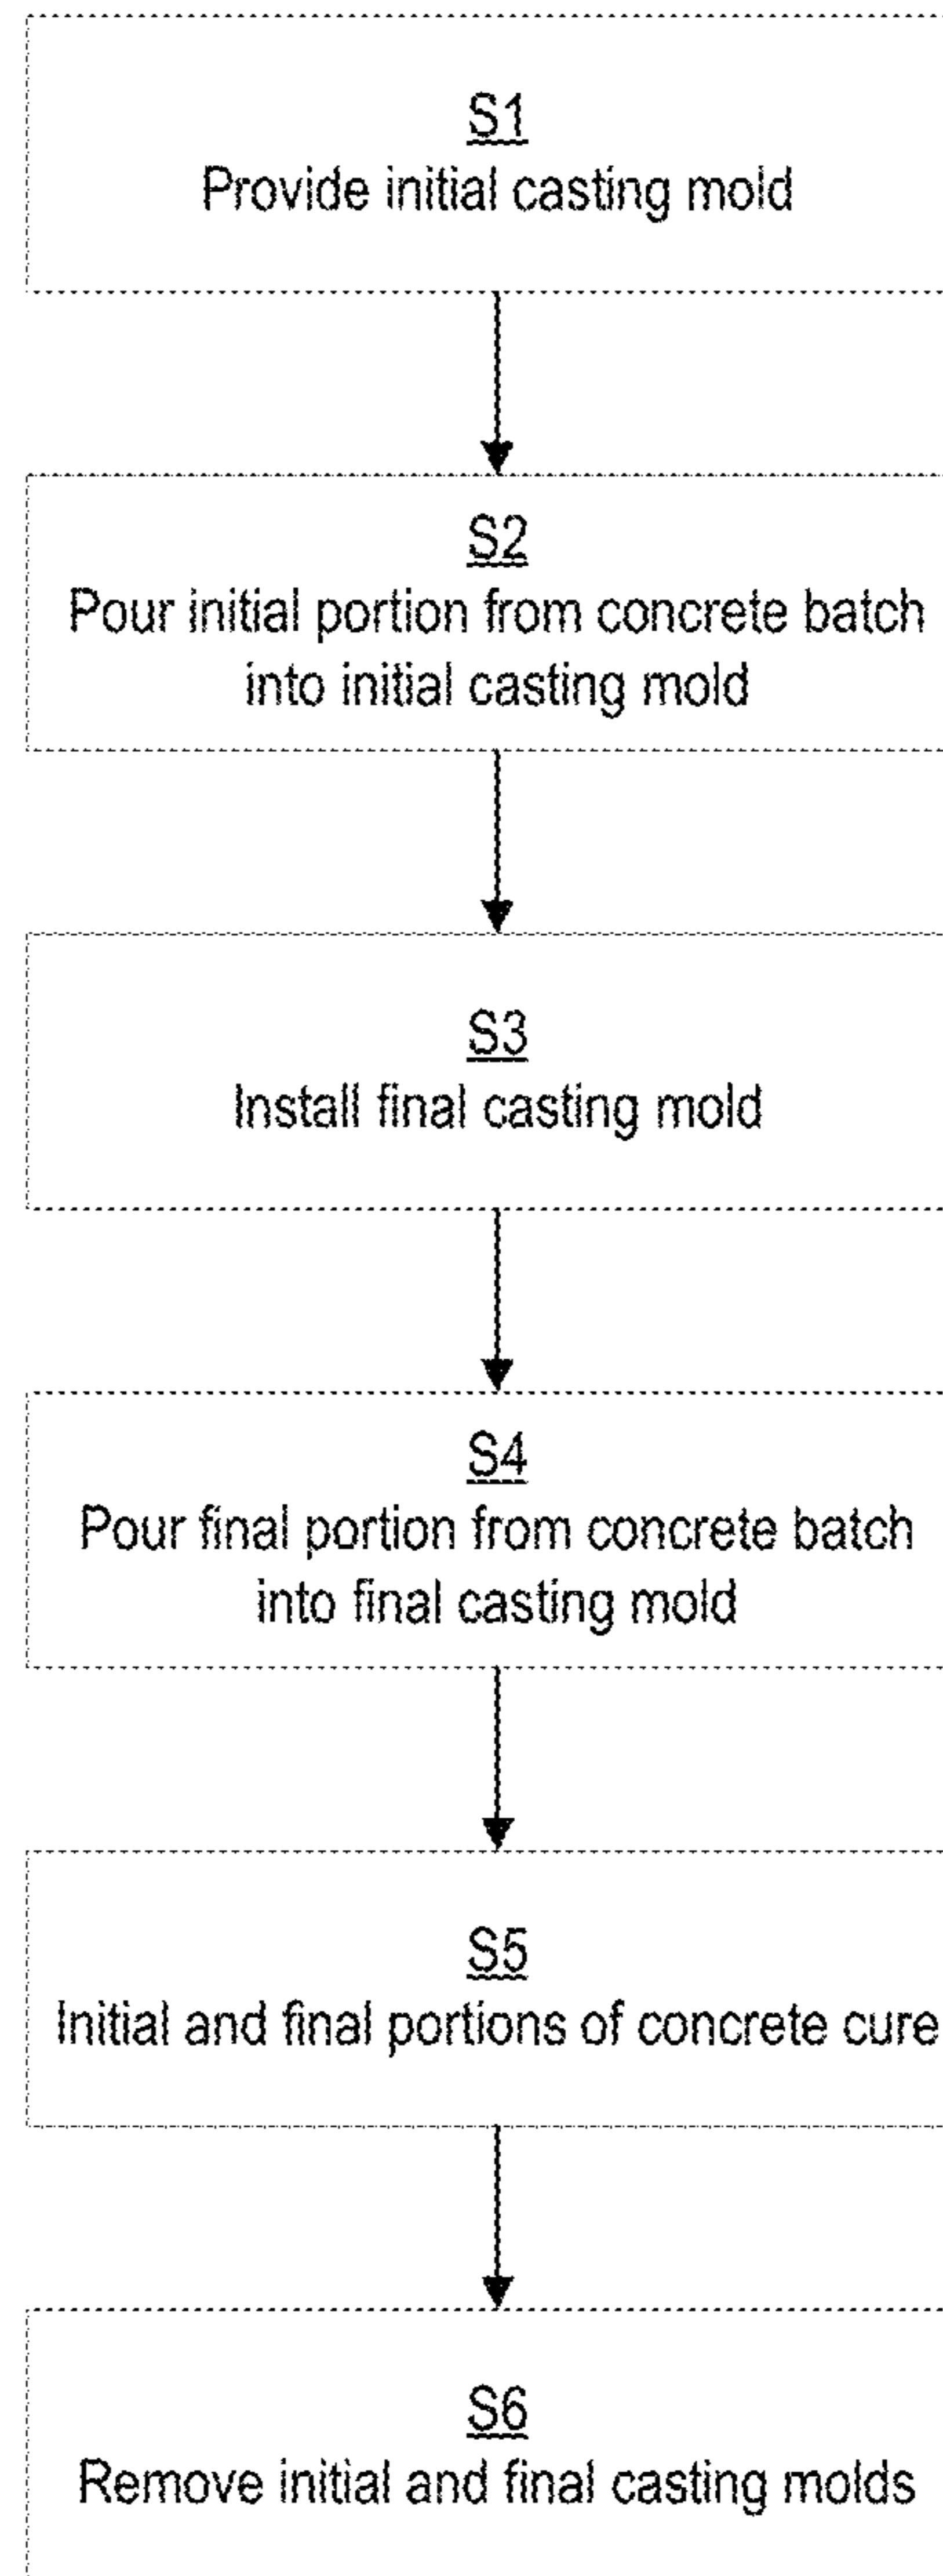 S1
Provide initial casting mold
S2
Pour initial portion from concrete batch
into initial casting mold
S3
Install final casting mold
S4
Pour final portion from concrete batch
into final casting mold
S5
Initial and final portions of concrete cure
S6
Remove initial and final casting molds